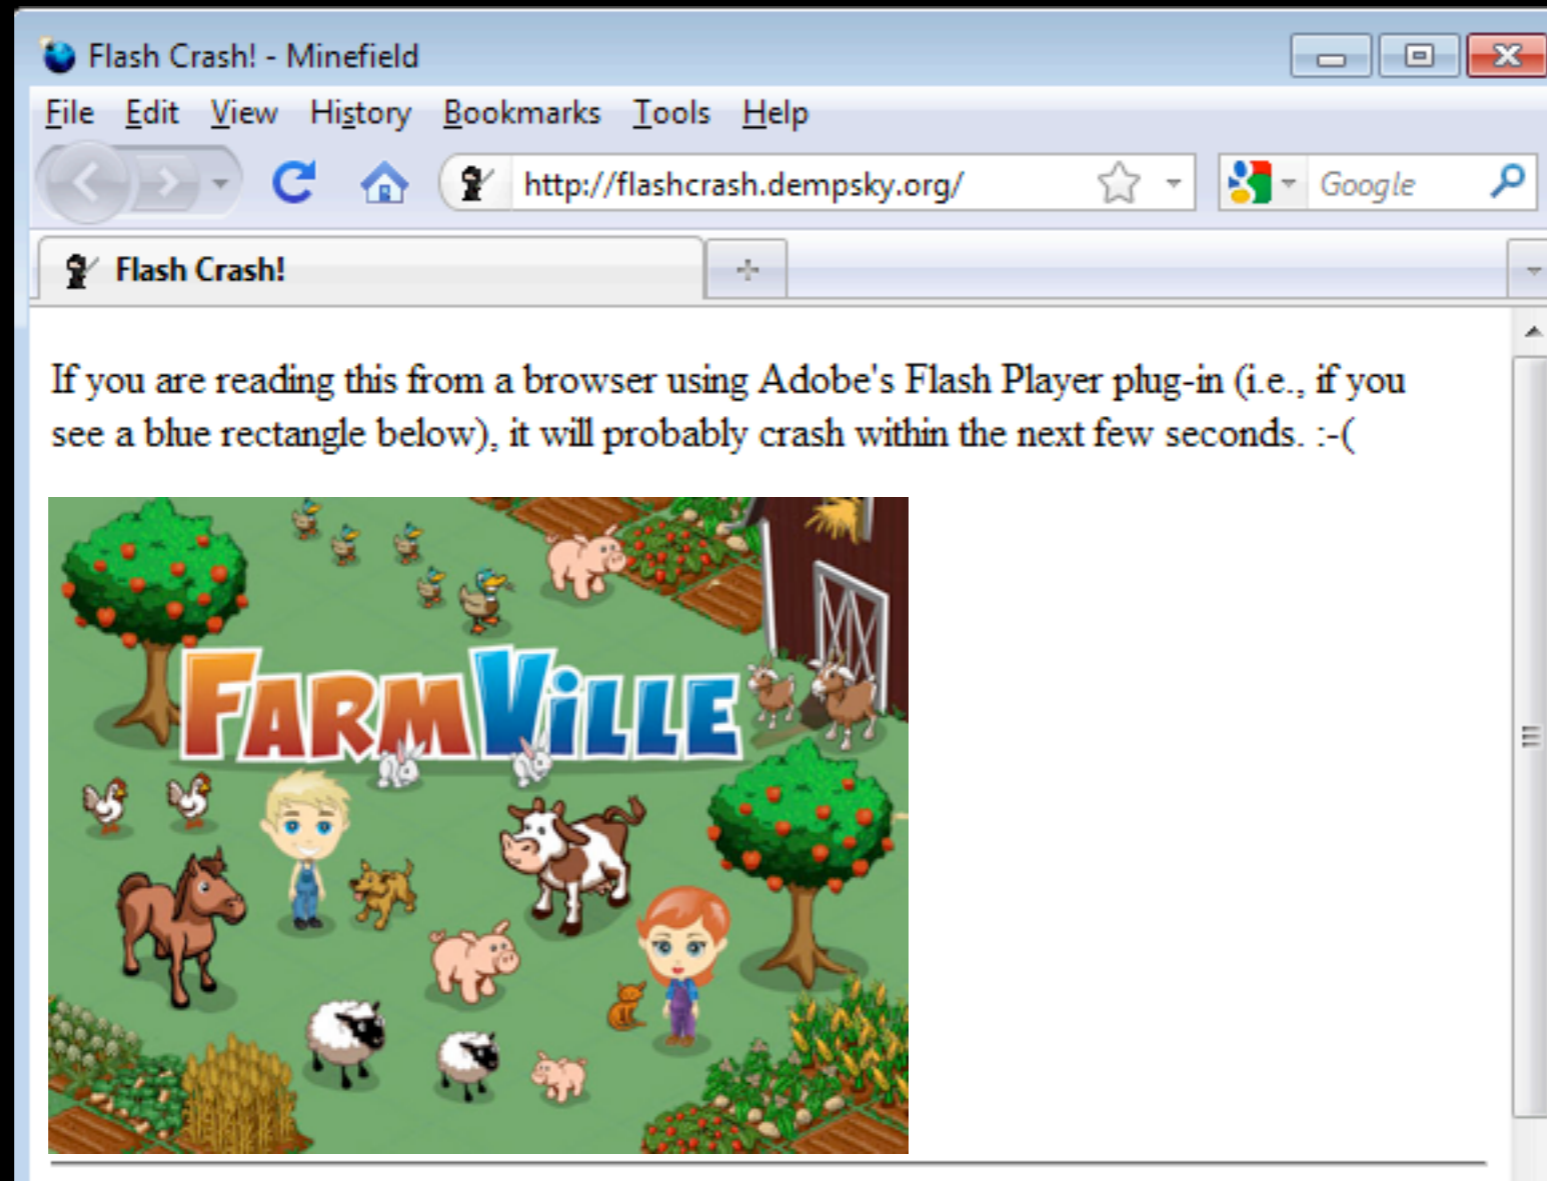 Flash Crash! - Minefield
File Edit View History Bookmarks Tools Help
http://flashcrash.dempsky.org/ Google
Flash Crash!
If you are reading this from a browser using Adobe's Flash Player plug-in (i.e., if you
see a blue rectangle below), it will probably crash within the next few seconds. :-(
FARMVILLE